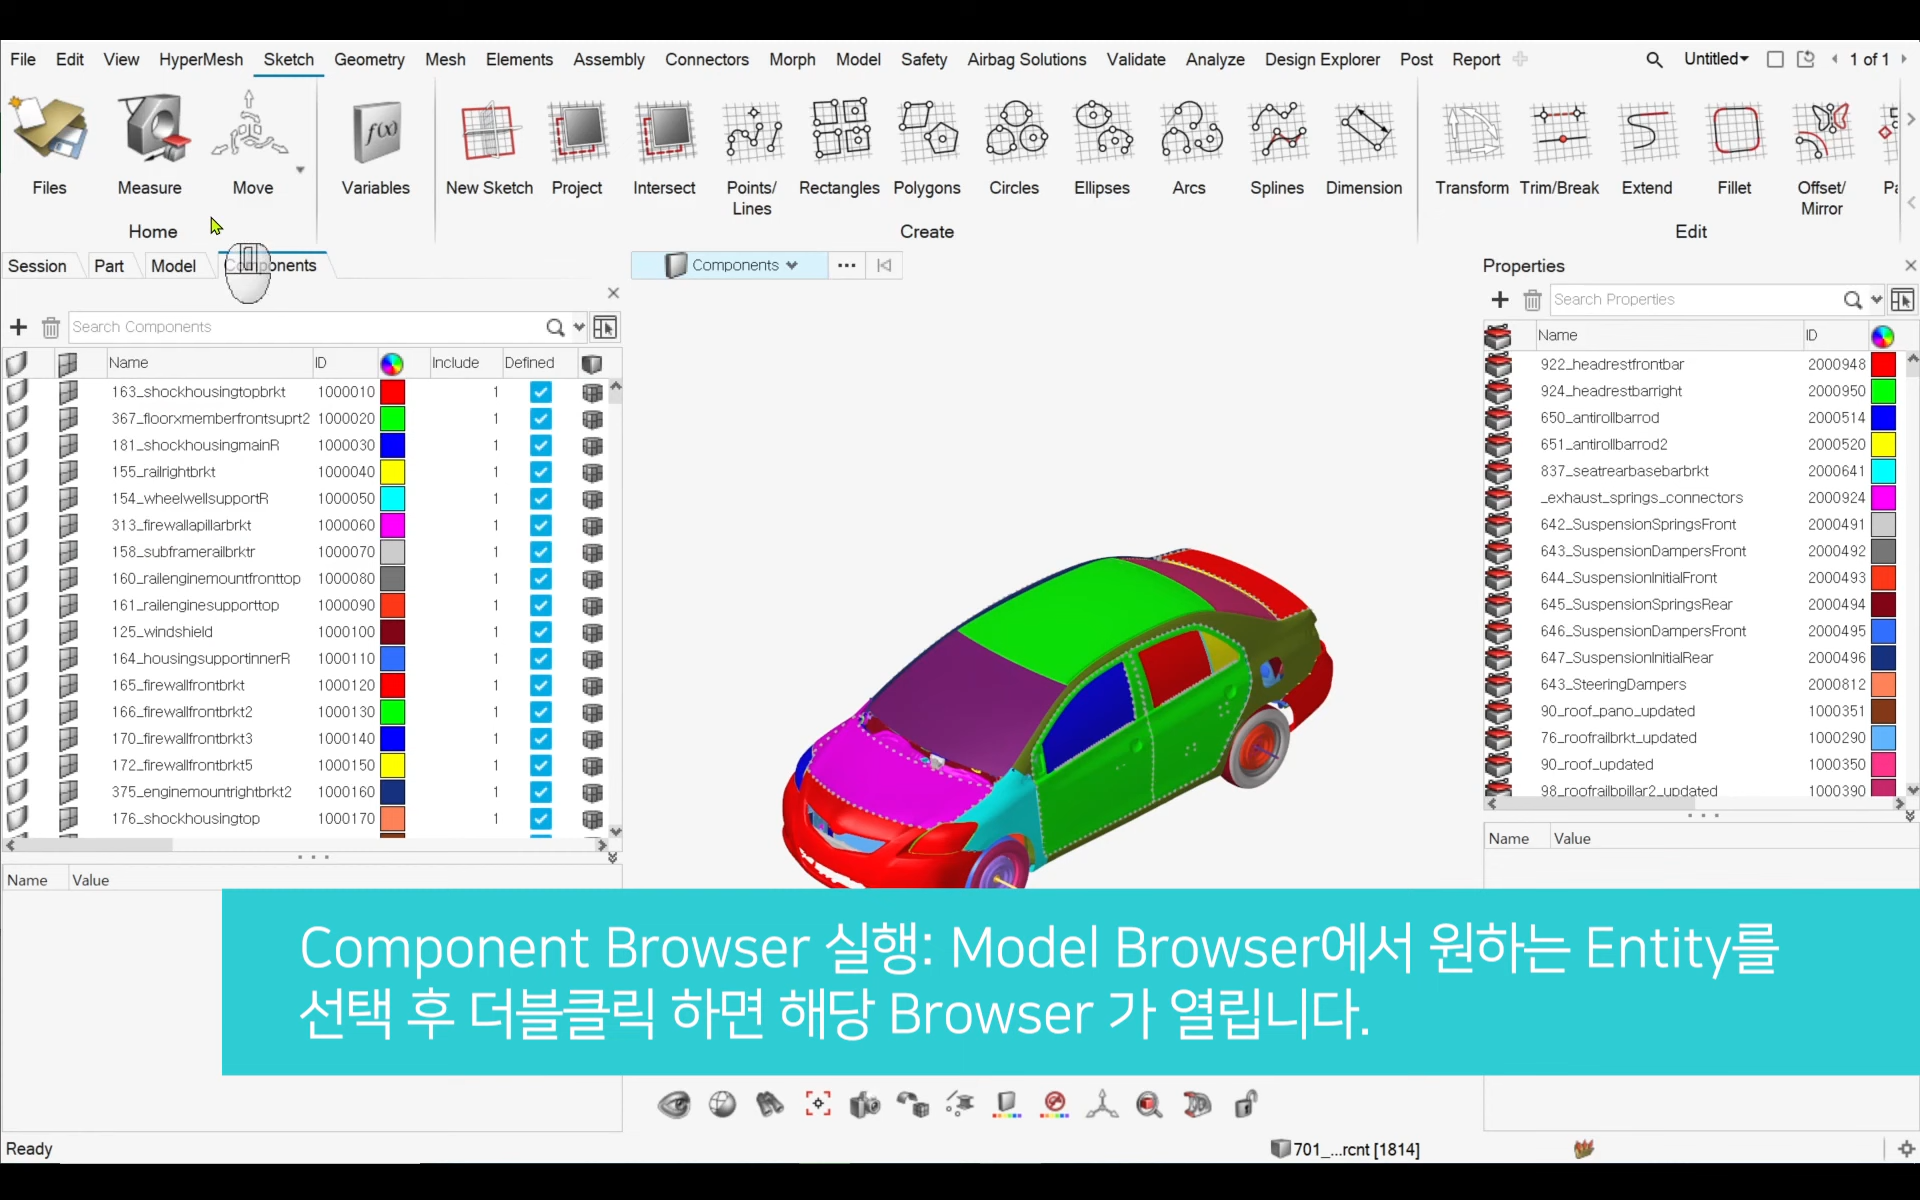 File Edit View HyperMesh Sketch Geometry Mesh Elements Assembly Connectors Morph Model Safety Airbag Solutions Validate Analyze Design Explorer Post Report Untitled 1 of 1
Files Measure Move Variables New Sketch Project Intersect Points/ Lines Rectangles Polygons Circles Ellipses Arcs Splines Dimension Transform Trim/Break Extend Fillet Offset/ Mirror
Home Create Edit
Session Part Model Components
Components
Properties
Search Components
Search Properties
Name ID Include Defined
163_shockhousingtopbrkt 1000010 1
367_floorxmemberfrontsuprt2 1000020 1
181_shockhousingmainR 1000030 1
155_railrightbrkt 1000040 1
154_wheelwellsupportR 1000050 1
313_firewallapillarbrkt 1000060 1
158_subframerailbrktr 1000070 1
160_railenginemountfronttop 1000080 1
161_railenginesupporttop 1000090 1
125_windshield 1000100 1
164_housingsupportinnerR 1000110 1
165_firewallfrontbrkt 1000120 1
166_firewallfrontbrkt2 1000130 1
170_firewallfrontbrkt3 1000140 1
172_firewallfrontbrkt5 1000150 1
375_enginemountrightbrkt2 1000160 1
176_shockhousingtop 1000170 1
Name Value
Name ID
922_headrestfrontbar 2000948
924_headrestbarright 2000950
650_antirollbarrod 2000514
651_antirollbarrod2 2000520
837_seatrearbasebarbrkt 2000641
_exhaust_springs_connectors 2000924
642_SuspensionSpringsFront 2000491
643_SuspensionDampersFront 2000492
644_SuspensionInitialFront 2000493
645_SuspensionSpringsRear 2000494
646_SuspensionDampersFront 2000495
647_SuspensionInitialRear 2000496
643_SteeringDampers 2000812
90_roof_pano_updated 1000351
76_roofrailbrkt_updated 1000290
90_roof_updated 1000350
98_roofrailbpillar2_updated 1000390
Name Value
Component Browser 실행: Model Browser에서 원하는 Entity를
선택 후 더블클릭 하면 해당 Browser 가 열립니다.
Ready
701_...rcnt [1814]